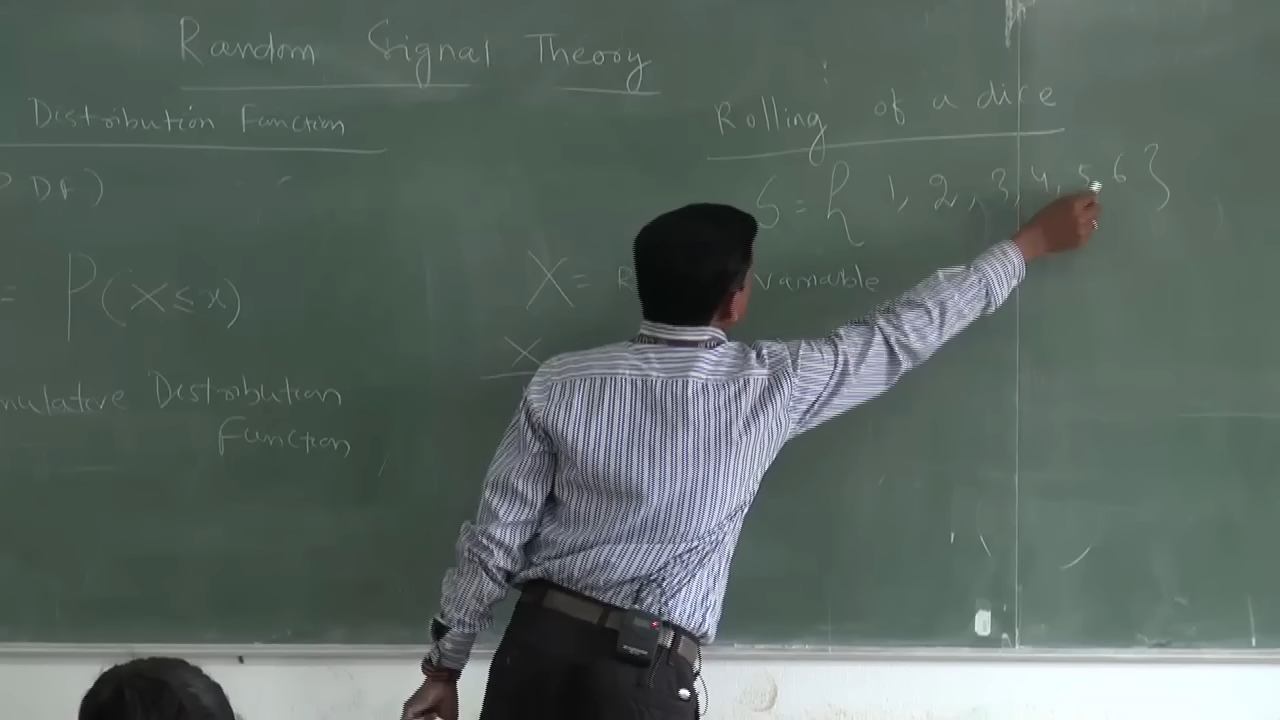 Random Signal Theory
Distribution Function
PDF)
= P(X≤x)
mulative Distribution
Function
Rolling of a dice
S = { 1, 2, 3, 4, 5, 6 }
X = R variable
X